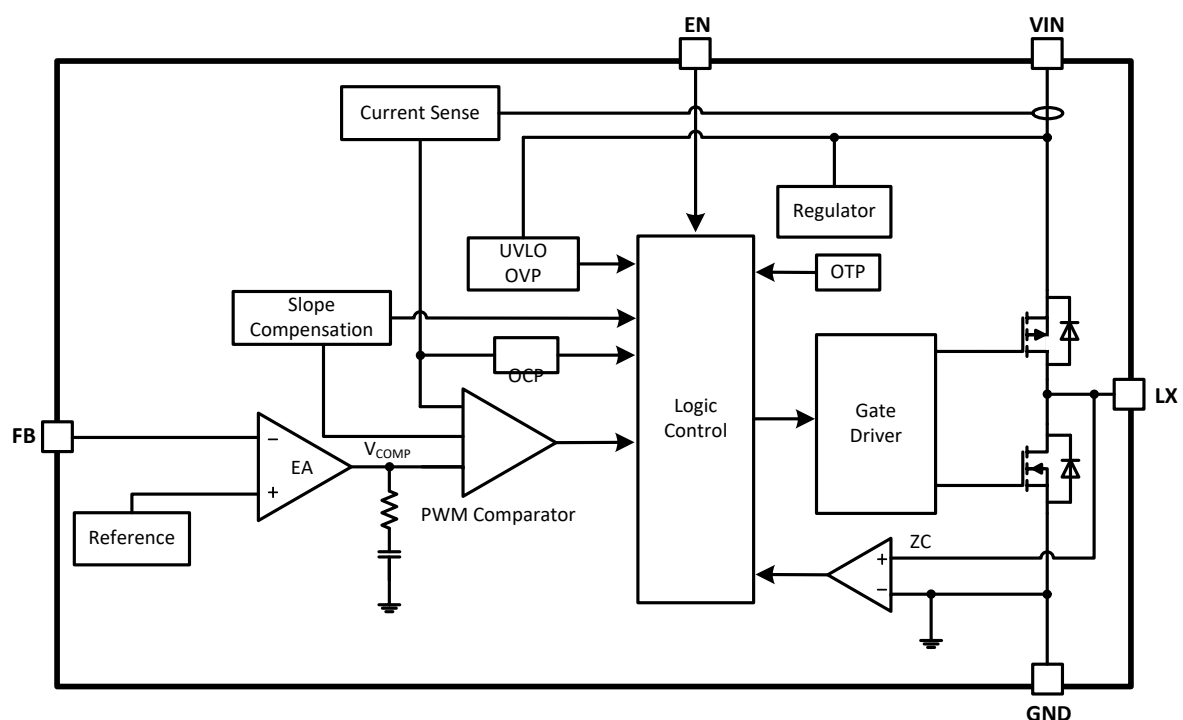 EN
VIN
Current Sense
Regulator
UVLO
OVP
OTP
Slope
Compensation
OCP
Logic
Control
Gate
Driver
LX
FB
−
EA
+
VCOMP
PWM Comparator
Reference
ZC
+
−
GND